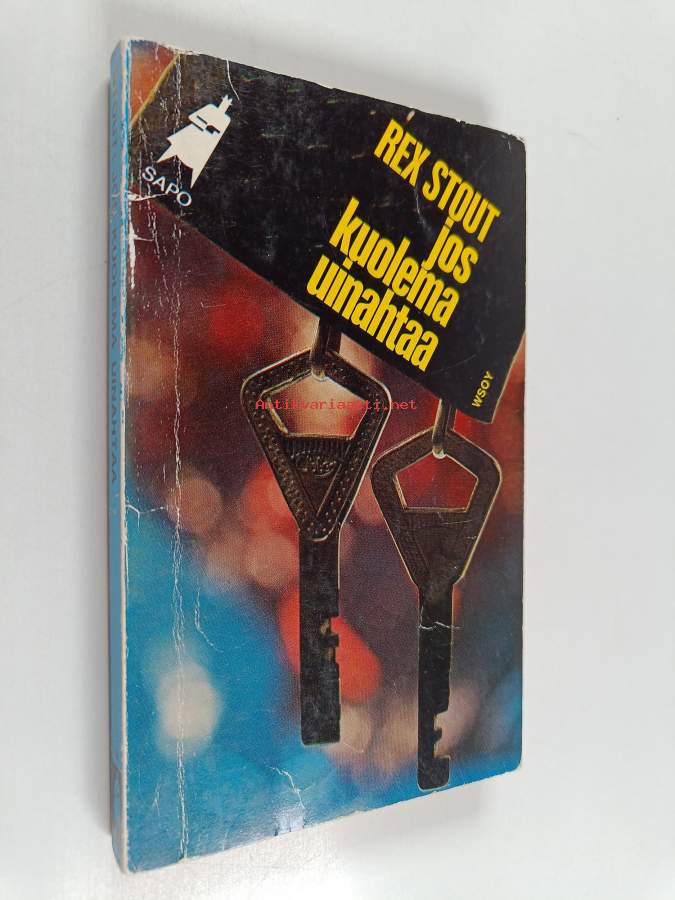 SAPO
REX STOUT
jos
kuolema
uinahtaa
WSOY
Antikvariaatti.net